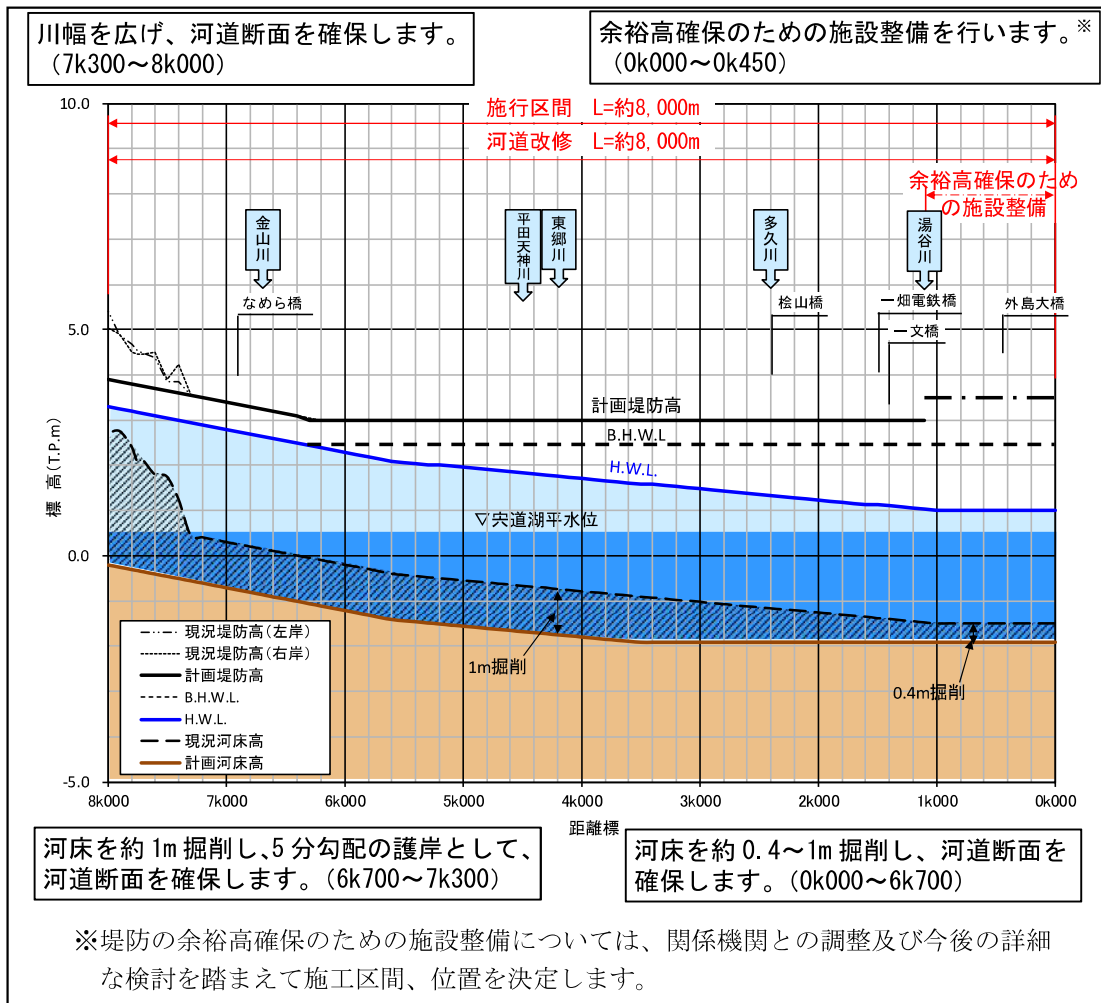 川幅を広げ、河道断面を確保します。
（7k300～8k000）
余裕高確保のための施設整備を行います。※
（0k000～0k450）
10.0
5.0
0.0
-5.0
標 高(T.P.m)
施行区間 L=約8,000m
河道改修 L=約8,000m
余裕高確保のため
の施設整備
金山川
平田天神川
東郷川
多久川
湯谷川
なめら橋
桧山橋
一畑電鉄橋
一文橋
外島大橋
計画堤防高
B.H.W.L
H.W.L.
▽宍道湖平水位
1m掘削
0.4m掘削
現況堤防高(左岸)
現況堤防高(右岸)
計画堤防高
B.H.W.L.
H.W.L.
現況河床高
計画河床高
8k000 7k000 6k000 5k000 4k000 3k000 2k000 1k000 0k000
距離標
河床を約 1m 掘削し、5 分勾配の護岸として、
河道断面を確保します。（6k700～7k300）
河床を約 0.4～1m 掘削し、河道断面を
確保します。（0k000～6k700）
※堤防の余裕高確保のための施設整備については、関係機関との調整及び今後の詳細
な検討を踏まえて施工区間、位置を決定します。